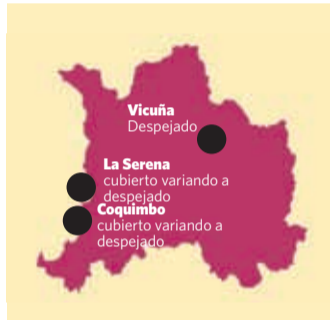 Vicuña
Despejado
La Serena
cubierto variando a
despejado
Coquimbo
cubierto variando a
despejado